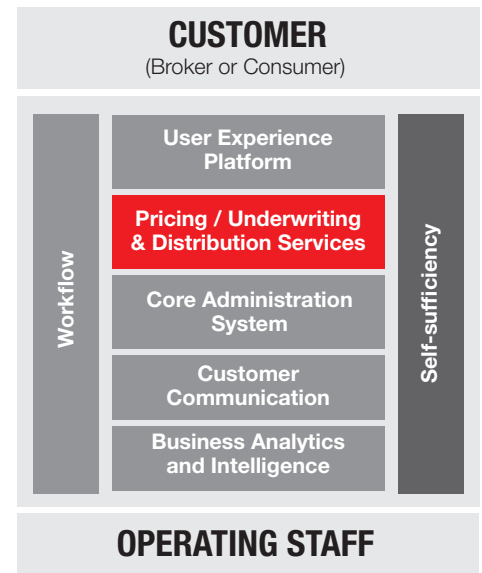 CUSTOMER
(Broker or Consumer)
Workflow
User Experience
Platform
Pricing / Underwriting
& Distribution Services
Core Administration
System
Customer
Communication
Business Analytics
and Intelligence
Self-sufficiency
OPERATING STAFF